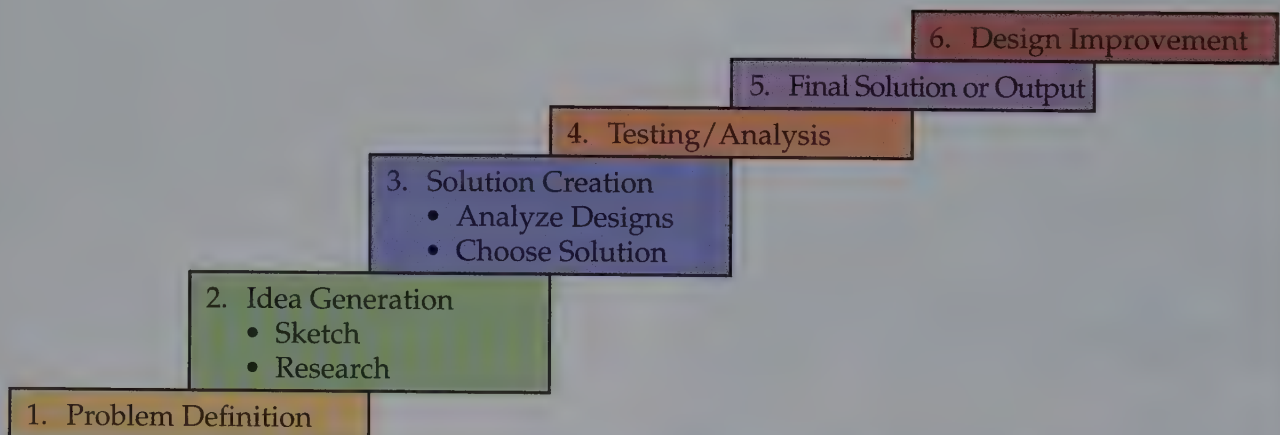 6. Design Improvement
5. Final Solution or Output
4. Testing/Analysis
3. Solution Creation
• Analyze Designs
• Choose Solution
2. Idea Generation
• Sketch
• Research
1. Problem Definition